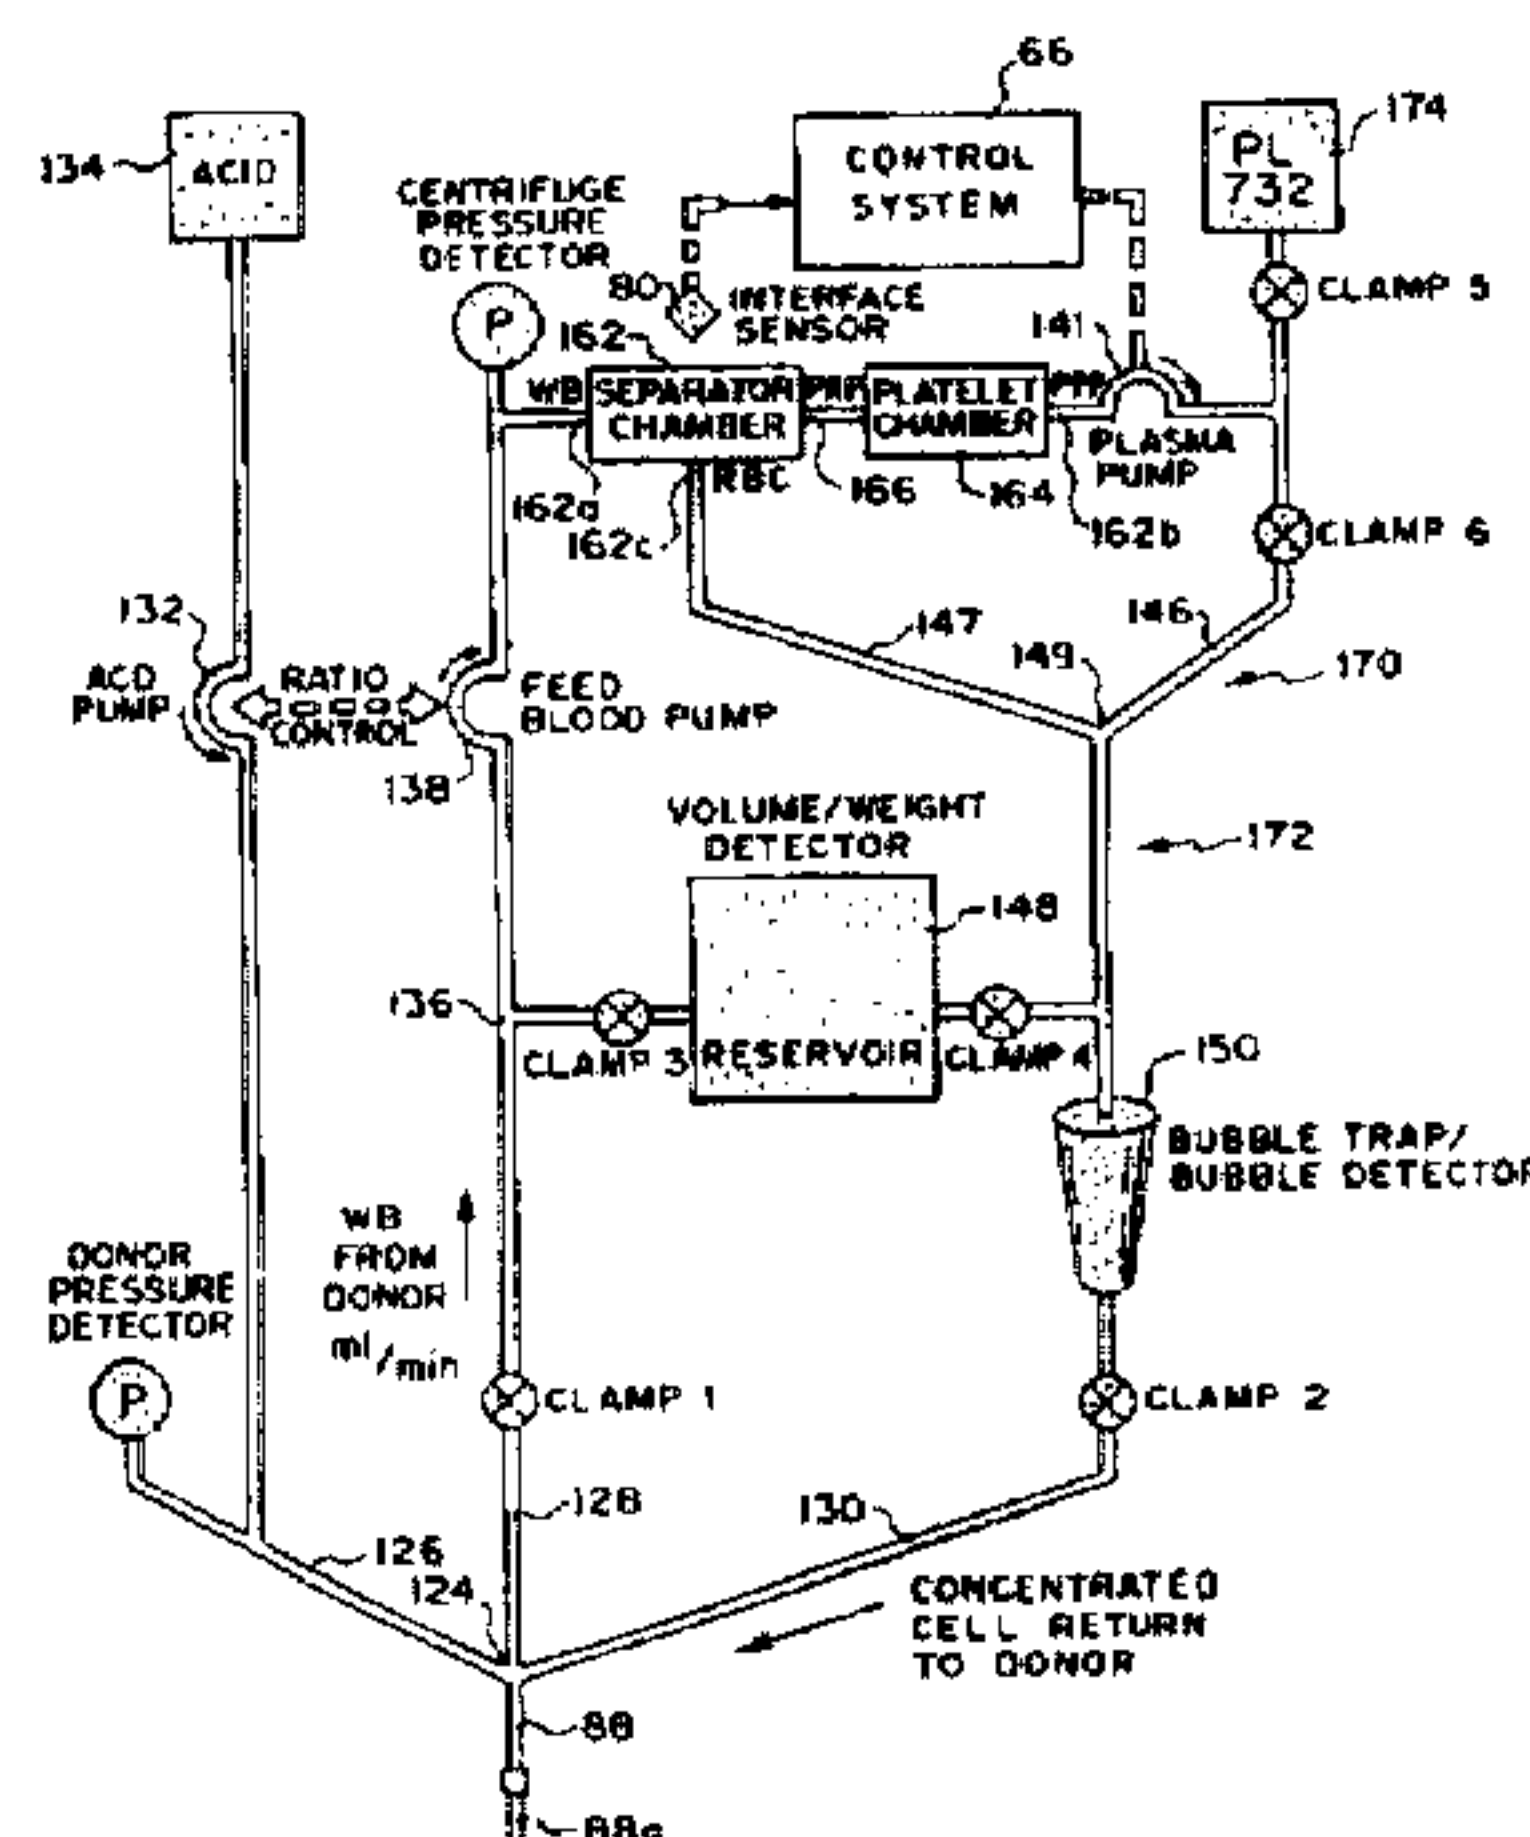 66
174
134
ACID
CONTROL
SYSTEM
PL
732
CENTRIFUGE
PRESSURE
DETECTOR
P
80
INTERFACE
SENSOR
CLAMP 5
141
162
WB
SEPARATOR
CHAMBER
PRP
PLATELET
CHAMBER
PLASMA
PUMP
RBC
162a
162c
166
164
162b
CLAMP 6
132
147
146
149
170
ACD
PUMP
RATIO
CONTROL
FEED
BLOOD PUMP
138
VOLUME/WEIGHT
DETECTOR
172
148
136
CLAMP 3
RESERVOIR
CLAMP 4
150
BUBBLE TRAP/
BUBBLE DETECTOR
WB
FROM
DONOR
ml/min
DONOR
PRESSURE
DETECTOR
P
CLAMP 1
CLAMP 2
128
130
126
124
CONCENTRATED
CELL RETURN
TO DONOR
88
88a